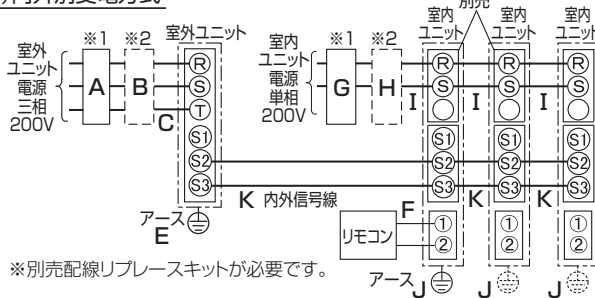 室外ユニット
室内ユニット
別売
室内ユニット
室内ユニット
※1
※2
※1
※2
室外
ユニット
電源
三相
200V
A
B
C
R
S
T
S1
S2
S3
アース
E
室内
ユニット
電源
単相
200V
G
H
I
I
I
R
S
S1
S2
S3
R
S
S1
S2
S3
R
S
S1
S2
S3
K 内外信号線
K
K
F
リモコン
①
②
①
②
①
②
アース
J
J
J
※別売配線リプレースキットが必要です。